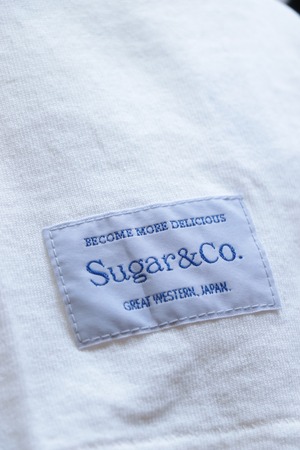 BECOME MORE DELICIOUS
Sugar&Co.
GREAT WESTERN, JAPAN.